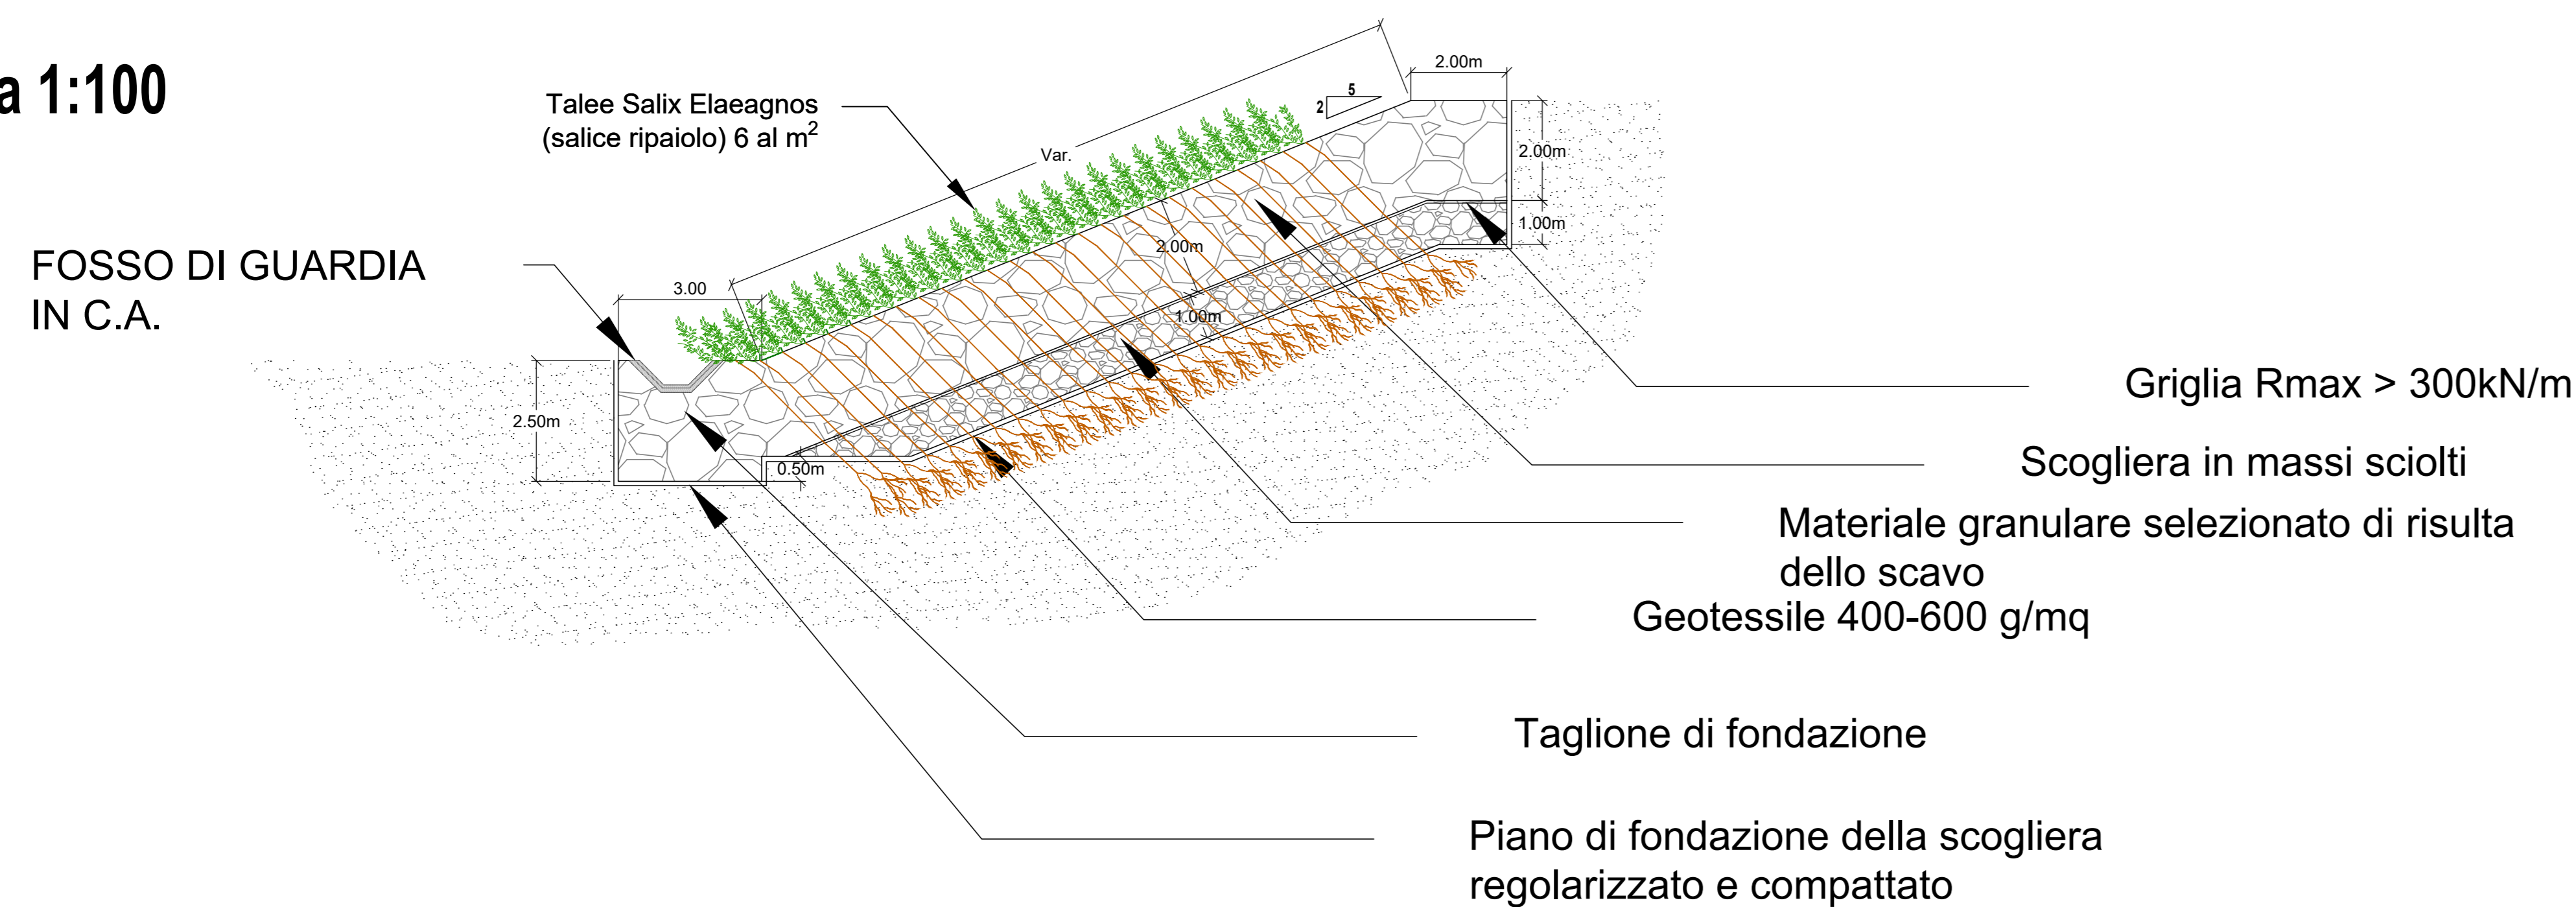 a 1:100
Talee Salix Elaeagnos
(salice ripaiolo) 6 al m²
FOSSO DI GUARDIA
IN C.A.
Var.
5
2
2.00m
2.00m
1.00m
2.00m
1.00m
3.00
2.50m
0.50m
Griglia Rmax > 300kN/m
Scogliera in massi sciolti
Materiale granulare selezionato di risulta
dello scavo
Geotessile 400-600 g/mq
Taglione di fondazione
Piano di fondazione della scogliera
regolarizzato e compattato